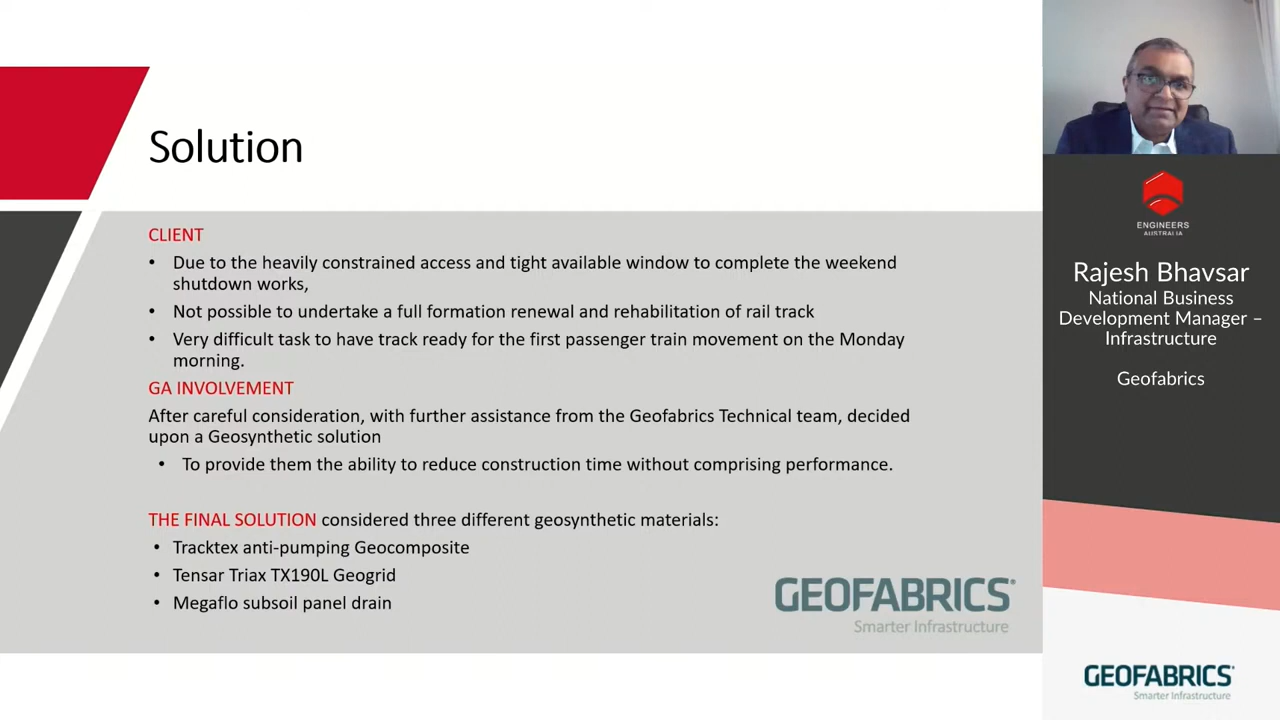 Solution
CLIENT
• Due to the heavily constrained access and tight available window to complete the weekend
shutdown works,
• Not possible to undertake a full formation renewal and rehabilitation of rail track
• Very difficult task to have track ready for the first passenger train movement on the Monday
morning.
GA INVOLVEMENT
After careful consideration, with further assistance from the Geofabrics Technical team, decided
upon a Geosynthetic solution
• To provide them the ability to reduce construction time without comprising performance.
THE FINAL SOLUTION considered three different geosynthetic materials:
• Tracktex anti-pumping Geocomposite
• Tensar Triax TX190L Geogrid
• Megaflo subsoil panel drain
GEOFABRICS®
Smarter Infrastructure
ENGINEERS
AUSTRALIA
Rajesh Bhavsar
National Business
Development Manager –
Infrastructure
Geofabrics
GEOFABRICS®
Smarter Infrastructure